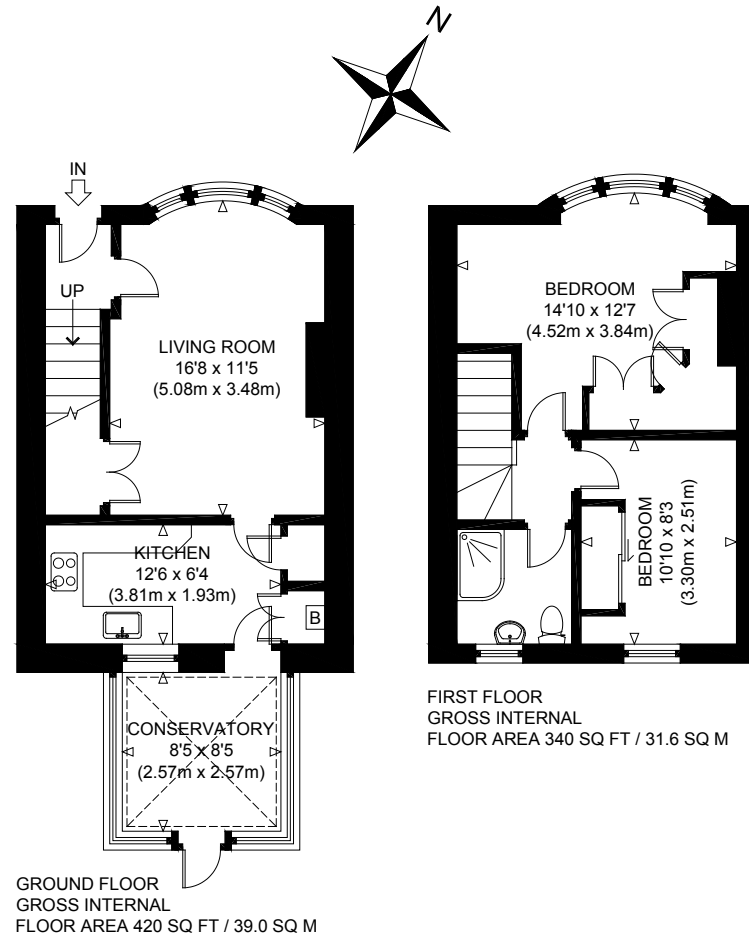 N
IN
UP
LIVING ROOM
16'8 x 11'5
(5.08m x 3.48m)
KITCHEN
12'6 x 6'4
(3.81m x 1.93m)
B
CONSERVATORY
8'5 x 8'5
(2.57m x 2.57m)
GROUND FLOOR
GROSS INTERNAL
FLOOR AREA 420 SQ FT / 39.0 SQ M
BEDROOM
14'10 x 12'7
(4.52m x 3.84m)
BEDROOM
10'10 x 8'3
(3.30m x 2.51m)
FIRST FLOOR
GROSS INTERNAL
FLOOR AREA 340 SQ FT / 31.6 SQ M